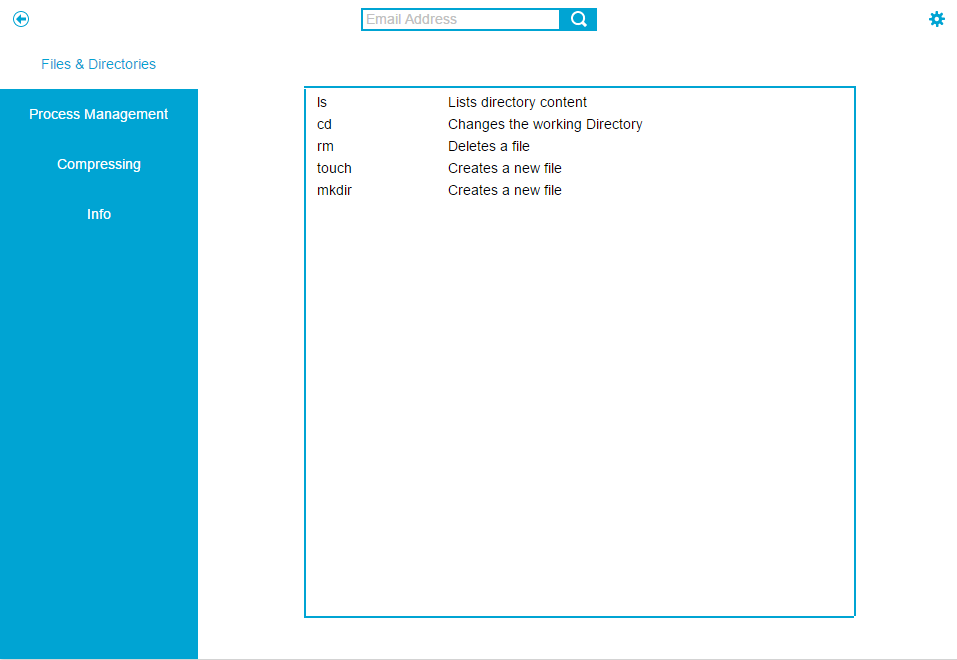 Email Address
Files & Directories
Process Management
Compressing
Info
ls Lists directory content
cd Changes the working Directory
rm Deletes a file
touch Creates a new file
mkdir Creates a new file